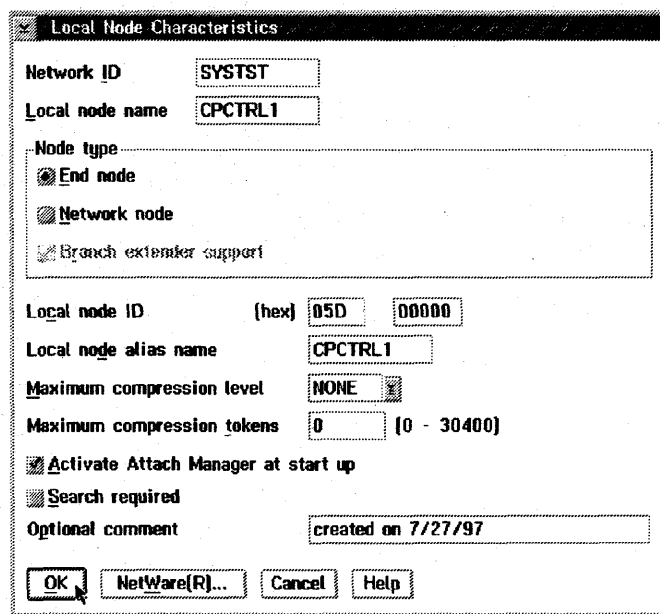 Local Node Characteristics
Network ID SYSTST
Local node name CPCTRL1
Node type
End node
Network node
Branch extender support
Local node ID (hex) 05D 00000
Local node alias name CPCTRL1
Maximum compression level NONE
Maximum compression tokens 0 (0 - 30400)
Activate Attach Manager at start up
Search required
Optional comment created on 7/27/97
OK NetWare(R)... Cancel Help